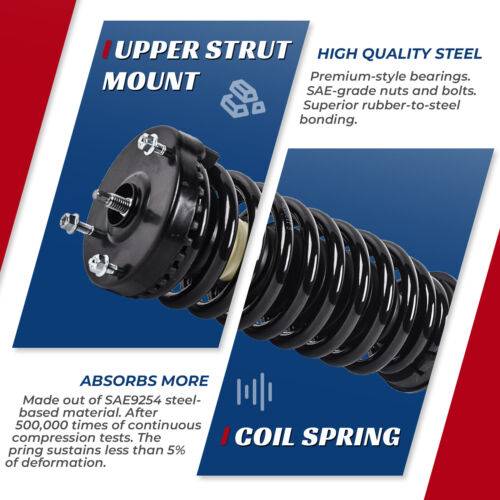 UPPER STRUT
MOUNT
HIGH QUALITY STEEL
Premium-style bearings.
SAE-grade nuts and bolts.
Superior rubber-to-steel
bonding.
ABSORBS MORE
Made out of SAE9254 steel-
based material. After
500,000 times of continuous
compression tests. The
pring sustains less than 5%
of deformation.
COIL SPRING